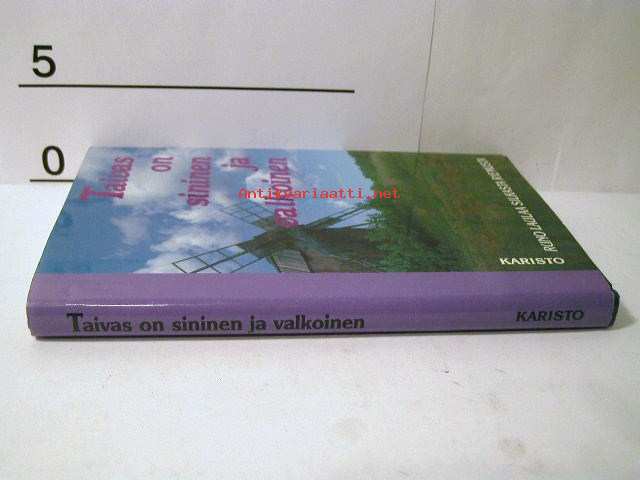 5
0
Taivas
on
sininen
ja
valkoinen
Antikvariaatti.net
KARISTO
Taivas on sininen ja valkoinen
KARISTO